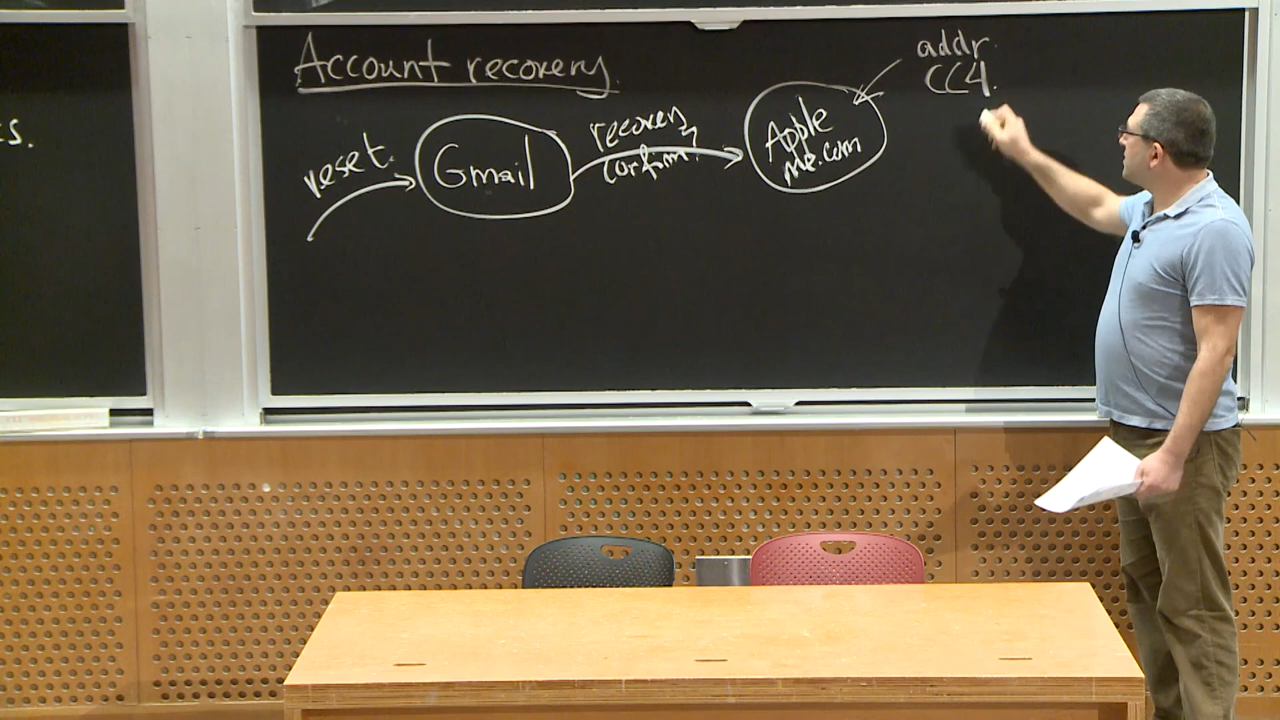 Account recovery.
addr.
CC4.
s.
reset.
Gmail
recovery
confirm.
Apple
me.com